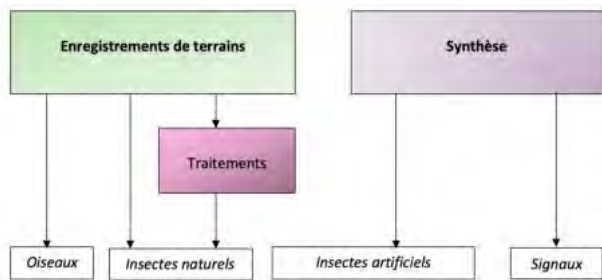 Enregistrements de terrains
Synthèse
Traitements
Oiseaux
Insectes naturels
Insectes artificiels
Signaux